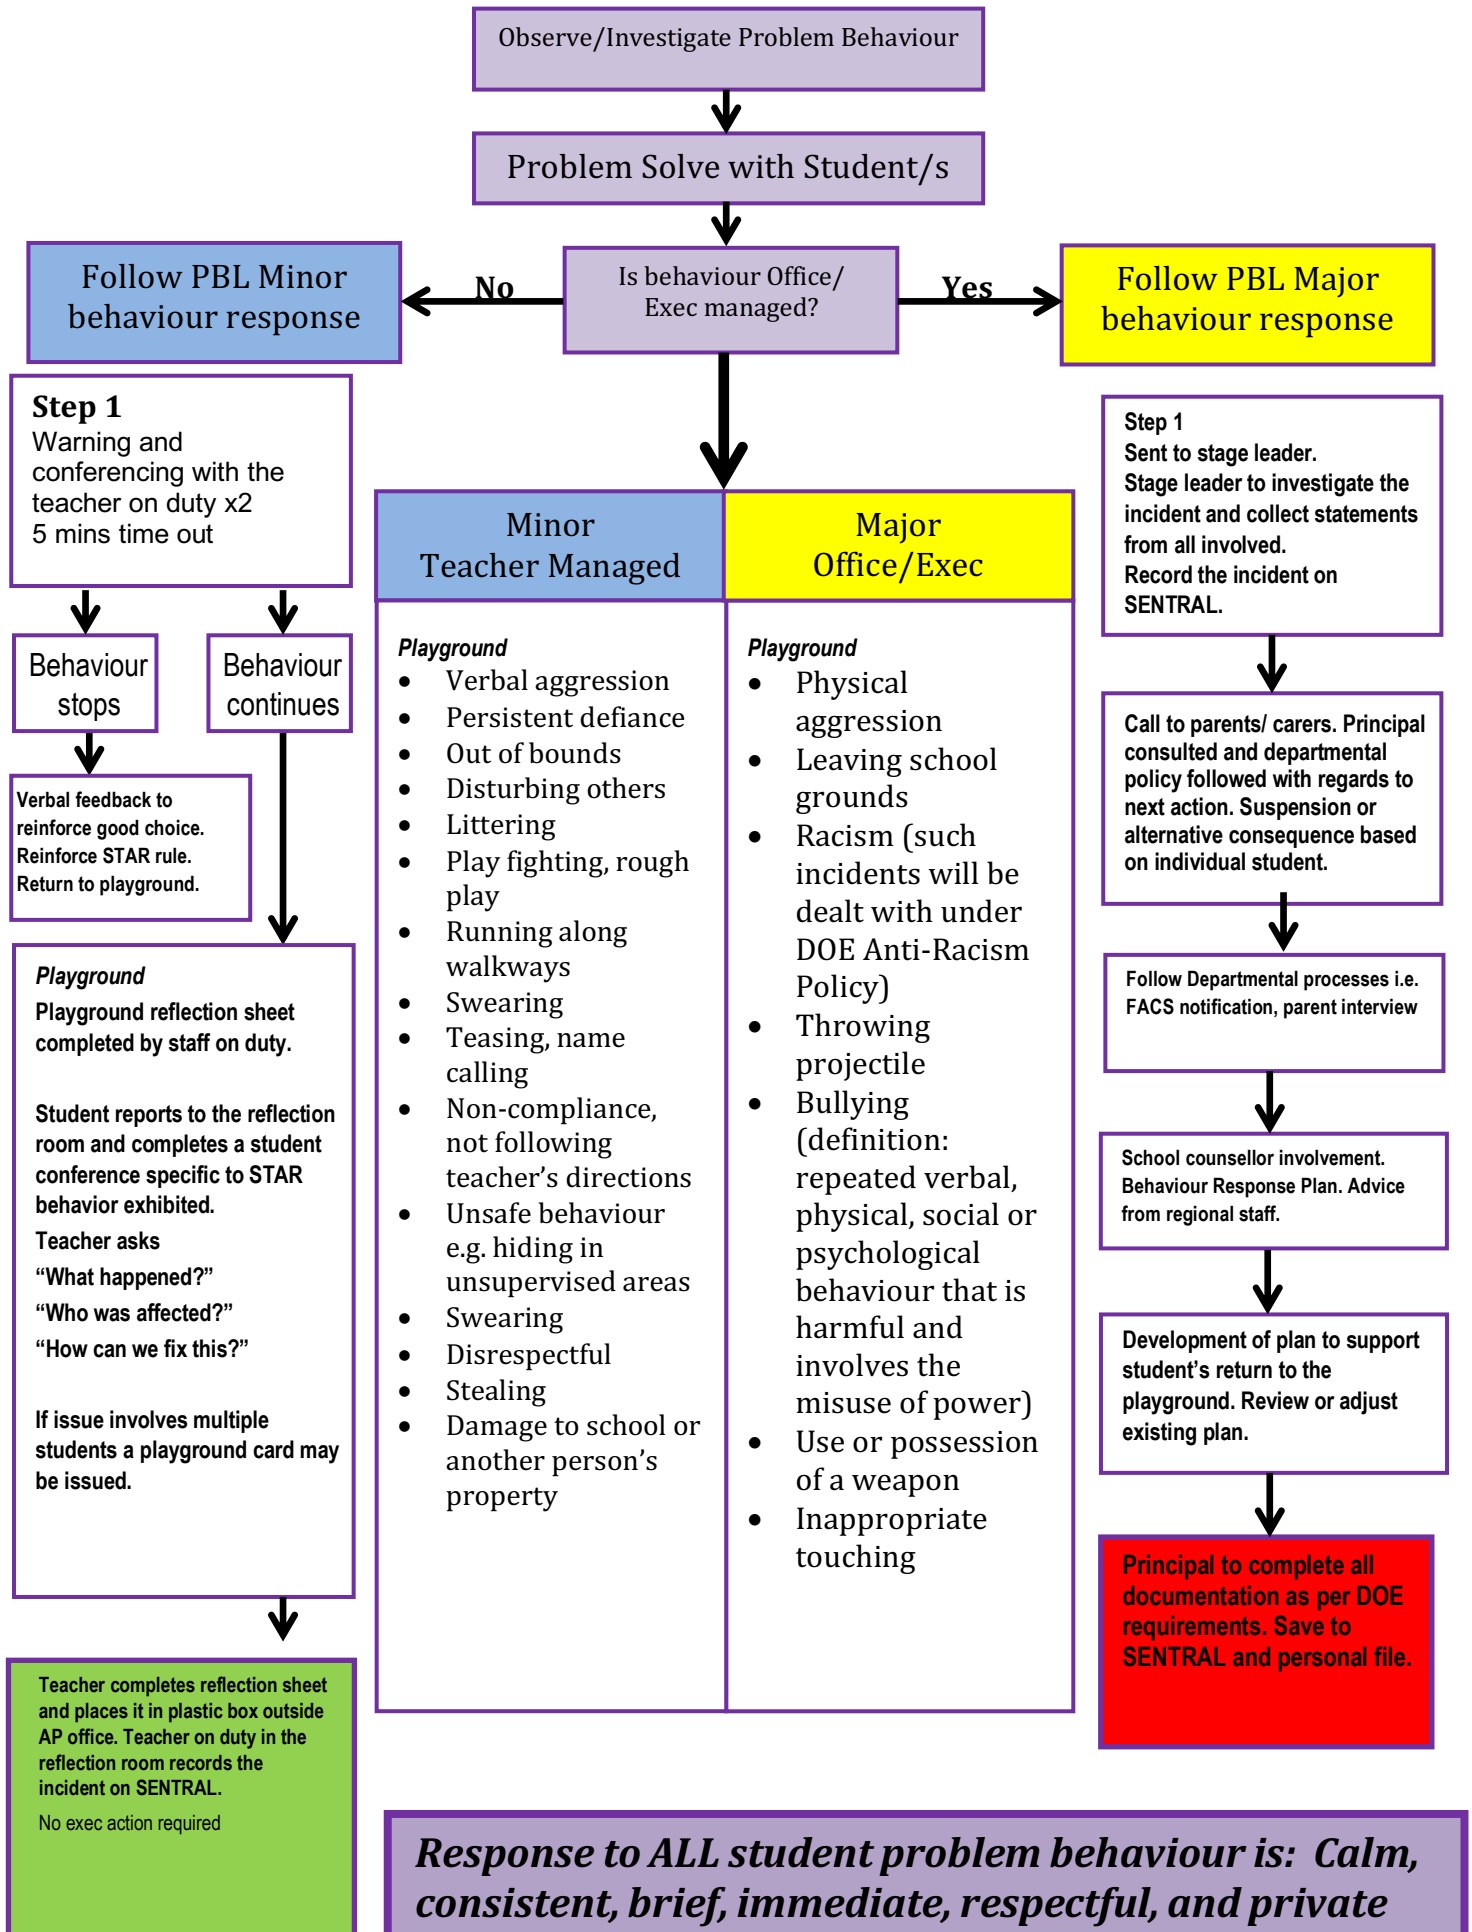 Observe/Investigate Problem Behaviour
Problem Solve with Student/s
Follow PBL Minor
behaviour response
No
Is behaviour Office/
Exec managed?
Yes
Follow PBL Major
behaviour response
Step 1
Warning and
conferencing with the
teacher on duty x2
5 mins time out
Behaviour
stops
Behaviour
continues
Verbal feedback to
reinforce good choice.
Reinforce STAR rule.
Return to playground.
Playground
Playground reflection sheet
completed by staff on duty.
Student reports to the reflection
room and completes a student
conference specific to STAR
behavior exhibited.
Teacher asks
“What happened?”
“Who was affected?”
“How can we fix this?”
If issue involves multiple
students a playground card may
be issued.
Teacher completes reflection sheet
and places it in plastic box outside
AP office. Teacher on duty in the
reflection room records the
incident on SENTRAL.
No exec action required
Minor
Teacher Managed
Playground
• Verbal aggression
• Persistent defiance
• Out of bounds
• Disturbing others
• Littering
• Play fighting, rough
play
• Running along
walkways
• Swearing
• Teasing, name
calling
• Non-compliance,
not following
teacher’s directions
• Unsafe behaviour
e.g. hiding in
unsupervised areas
• Swearing
• Disrespectful
• Stealing
• Damage to school or
another person’s
property
Major
Office/Exec
Playground
• Physical
aggression
• Leaving school
grounds
• Racism (such
incidents will be
dealt with under
DOE Anti-Racism
Policy)
• Throwing
projectile
• Bullying
(definition:
repeated verbal,
physical, social or
psychological
behaviour that is
harmful and
involves the
misuse of power)
• Use or possession
of a weapon
• Inappropriate
touching
Step 1
Sent to stage leader.
Stage leader to investigate the
incident and collect statements
from all involved.
Record the incident on
SENTRAL.
Call to parents/ carers. Principal
consulted and departmental
policy followed with regards to
next action. Suspension or
alternative consequence based
on individual student.
Follow Departmental processes i.e.
FACS notification, parent interview
School counsellor involvement.
Behaviour Response Plan. Advice
from regional staff.
Development of plan to support
student’s return to the
playground. Review or adjust
existing plan.
Principal to complete all
documentation as per DOE
requirements. Save to
SENTRAL and personal file.
Response to ALL student problem behaviour is:  Calm,
consistent, brief, immediate, respectful, and private